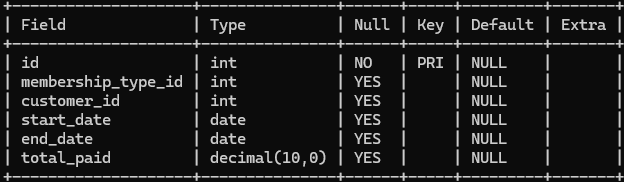 +--------------------+---------------+------+-----+---------+-------+
| Field              | Type          | Null | Key | Default | Extra |
+--------------------+---------------+------+-----+---------+-------+
| id                 | int           | NO   | PRI | NULL    |       |
| membership_type_id | int           | YES  |     | NULL    |       |
| customer_id        | int           | YES  |     | NULL    |       |
| start_date         | date          | YES  |     | NULL    |       |
| end_date           | date          | YES  |     | NULL    |       |
| total_paid         | decimal(10,0) | YES  |     | NULL    |       |
+--------------------+---------------+------+-----+---------+-------+